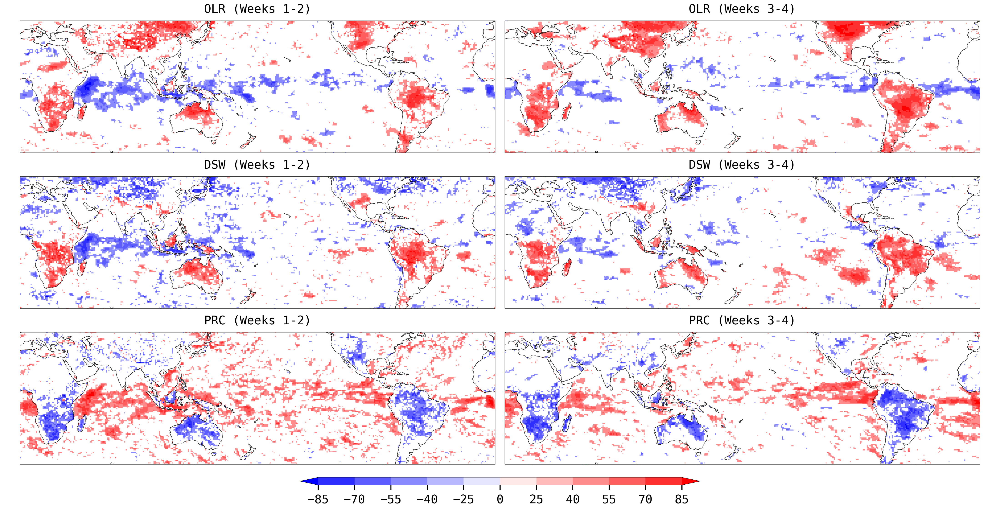 OLR (Weeks 1-2)
OLR (Weeks 3-4)
DSW (Weeks 1-2)
DSW (Weeks 3-4)
PRC (Weeks 1-2)
PRC (Weeks 3-4)
−85 −70 −55 −40 −25 0 25 40 55 70 85